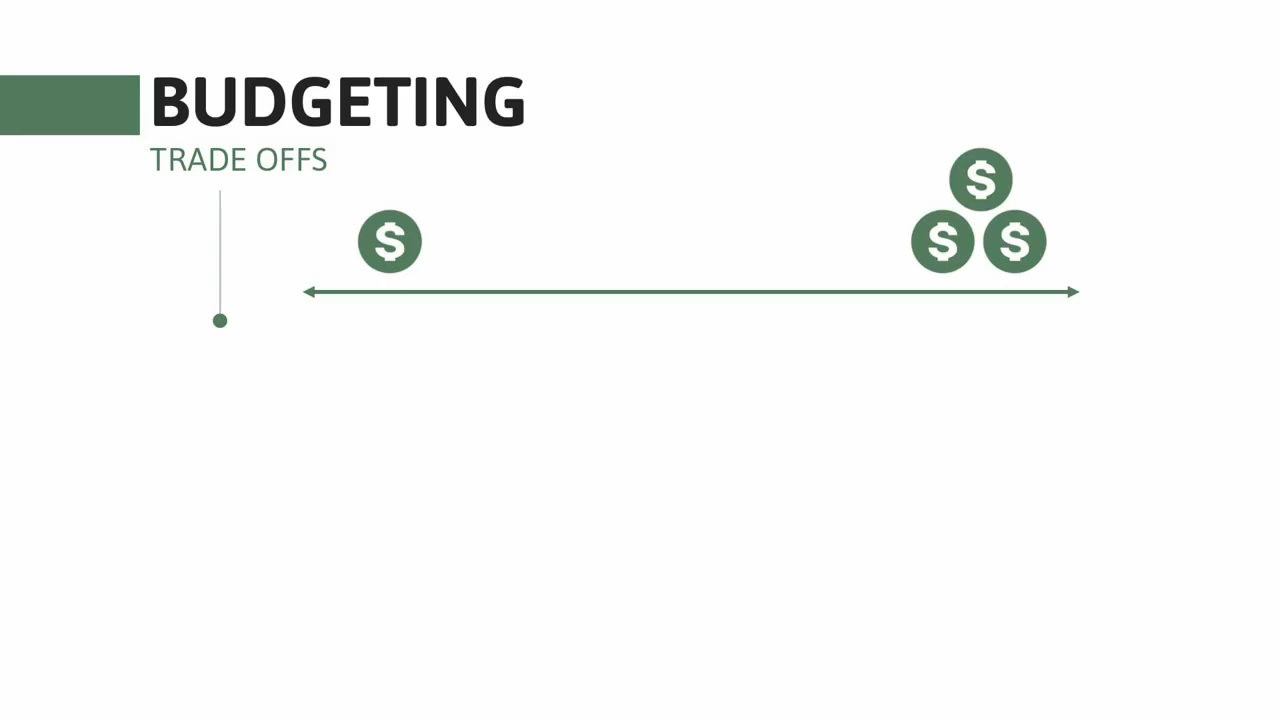 BUDGETING
TRADE OFFS
$
$
$ $